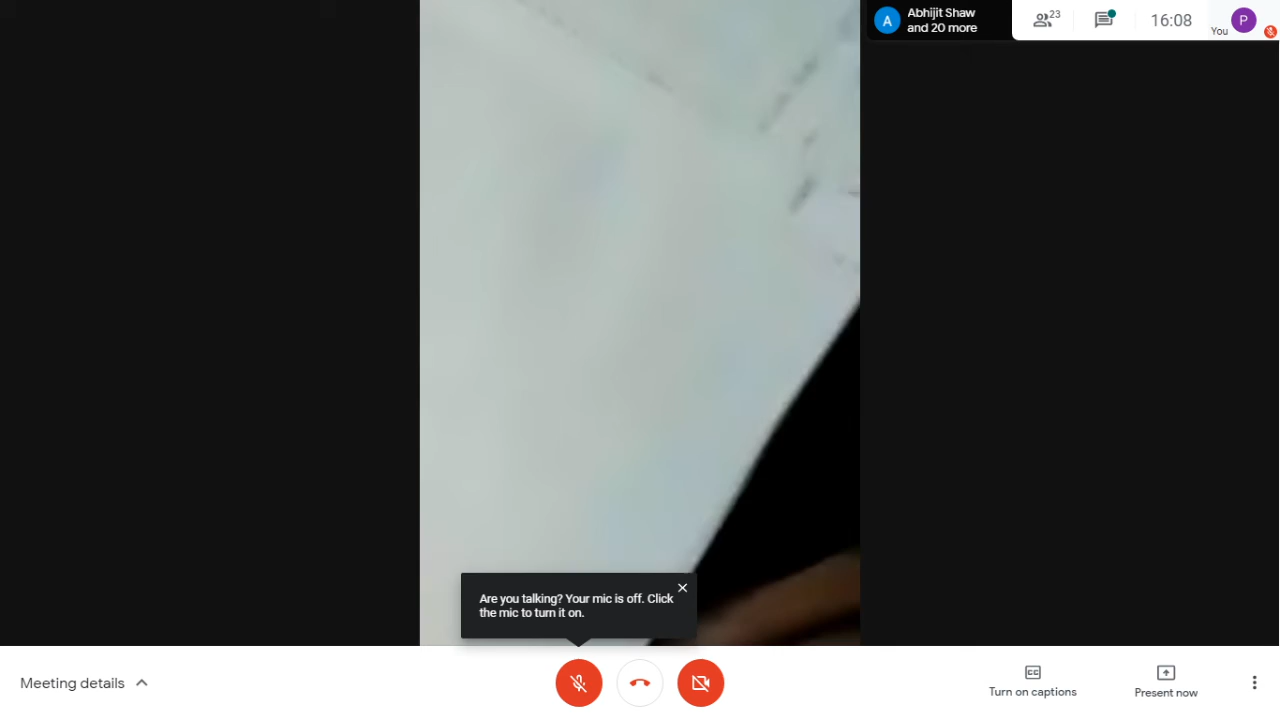 Abhijit Shaw
and 20 more
23
16:08
You
P
A
Are you talking? Your mic is off. Click
the mic to turn it on.
Meeting details
CC
Turn on captions
Present now